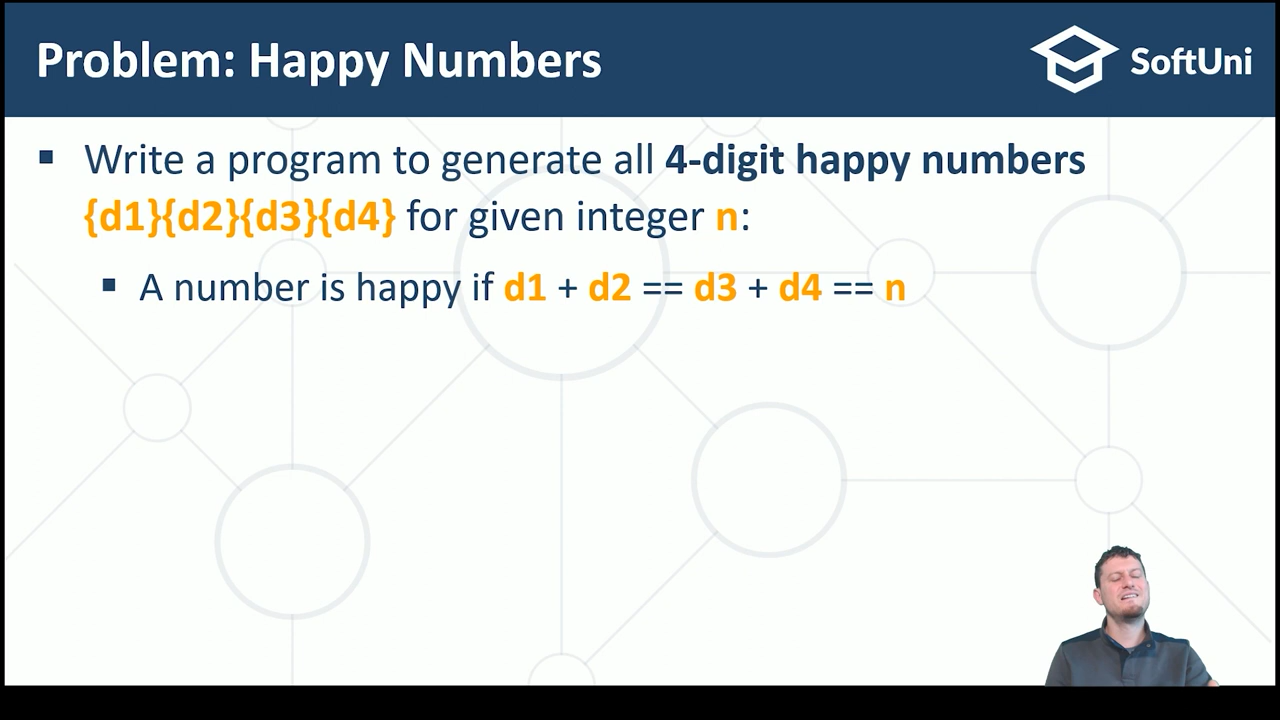 Problem: Happy Numbers
SoftUni
▪ Write a program to generate all 4-digit happy numbers
{d1}{d2}{d3}{d4} for given integer n:
▪ A number is happy if d1 + d2 == d3 + d4 == n